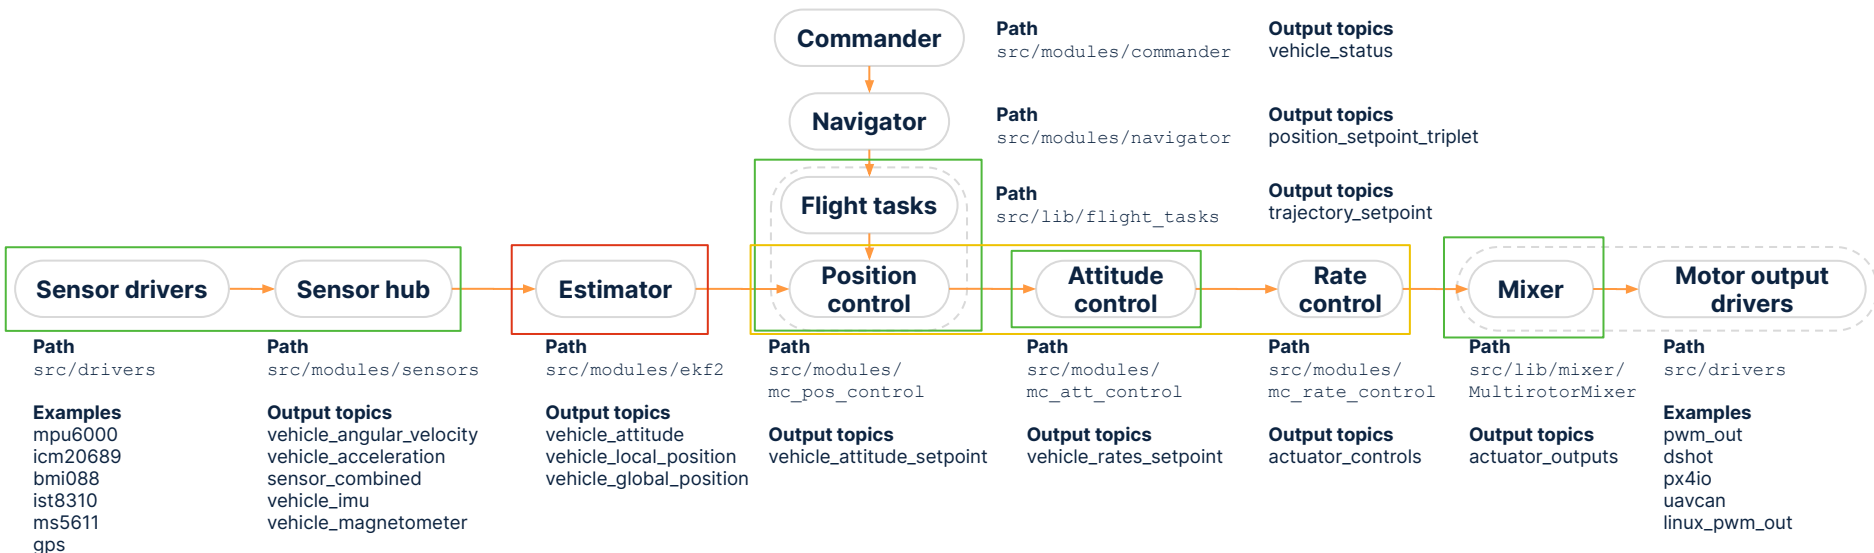 Commander
Path
src/modules/commander
Output topics
vehicle_status
Navigator
Path
src/modules/navigator
Output topics
position_setpoint_triplet
Flight tasks
Path
src/lib/flight_tasks
Output topics
trajectory_setpoint
Sensor drivers
Sensor hub
Estimator
Position
control
Attitude
control
Rate
control
Mixer
Motor output
drivers
Path
src/drivers
Examples
mpu6000
icm20689
bmi088
ist8310
ms5611
gps
Path
src/modules/sensors
Output topics
vehicle_angular_velocity
vehicle_acceleration
sensor_combined
vehicle_imu
vehicle_magnetometer
Path
src/modules/ekf2
Output topics
vehicle_attitude
vehicle_local_position
vehicle_global_position
Path
src/modules/
mc_pos_control
Output topics
vehicle_attitude_setpoint
Path
src/modules/
mc_att_control
Output topics
vehicle_rates_setpoint
Path
src/modules/
mc_rate_control
Output topics
actuator_controls
Path
src/lib/mixer/
MultirotorMixer
Output topics
actuator_outputs
Path
src/drivers
Examples
pwm_out
dshot
px4io
uavcan
linux_pwm_out